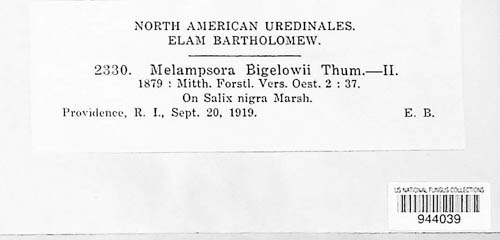 NORTH AMERICAN UREDINALES.
ELAM BARTHOLOMEW.
2330. Melampsora Bigelowii Thum.—II.
1879 : Mitth. Forstl. Vers. Oest. 2 : 37.
On Salix nigra Marsh.
Providence, R. I., Sept. 20, 1919. E. B.
US NATIONAL FUNGUS COLLECTIONS
944039